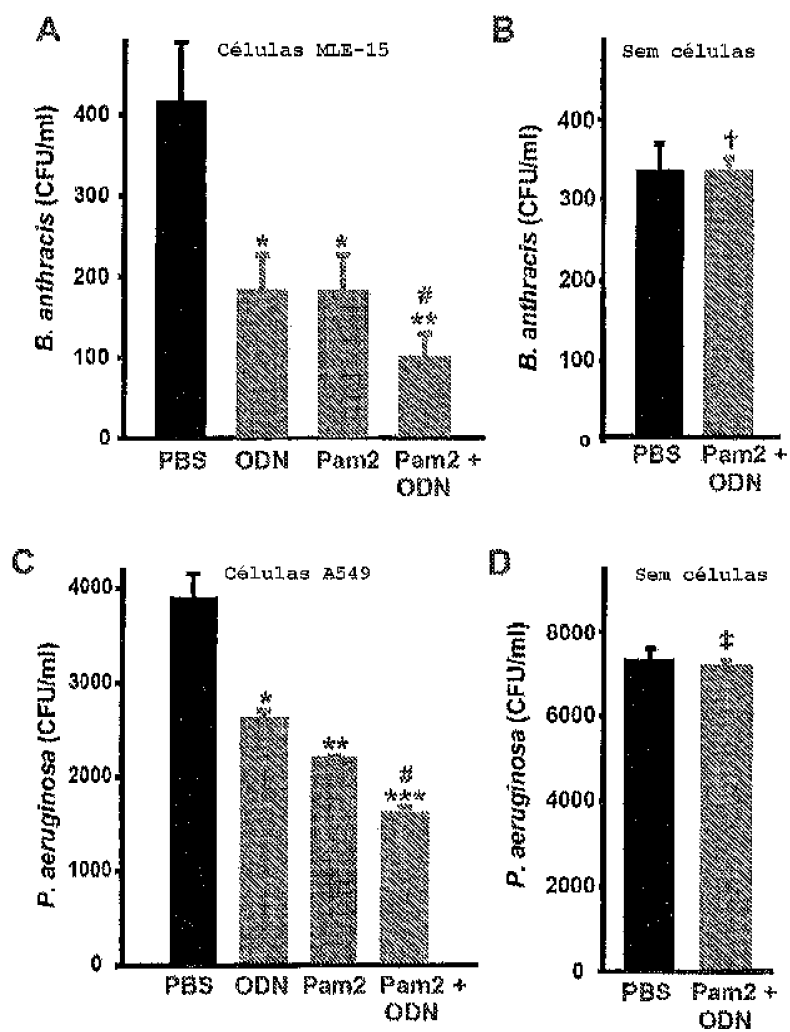 A
Células MLE-15
B. anthracis (CFU/ml)
400
300
200
100
0
*
*
#
**
PBS
ODN
Pam2
Pam2 +
ODN
B
Sem células
B. anthracis (CFU/ml)
400
300
200
100
0
†
PBS
Pam2 +
ODN
C
Células A549
P. aeruginosa (CFU/ml)
4000
3000
2000
1000
0
*
**
#
***
PBS
ODN
Pam2
Pam2 +
ODN
D
Sem células
P. aeruginosa (CFU/ml)
8000
6000
4000
2000
0
‡
PBS
Pam2 +
ODN